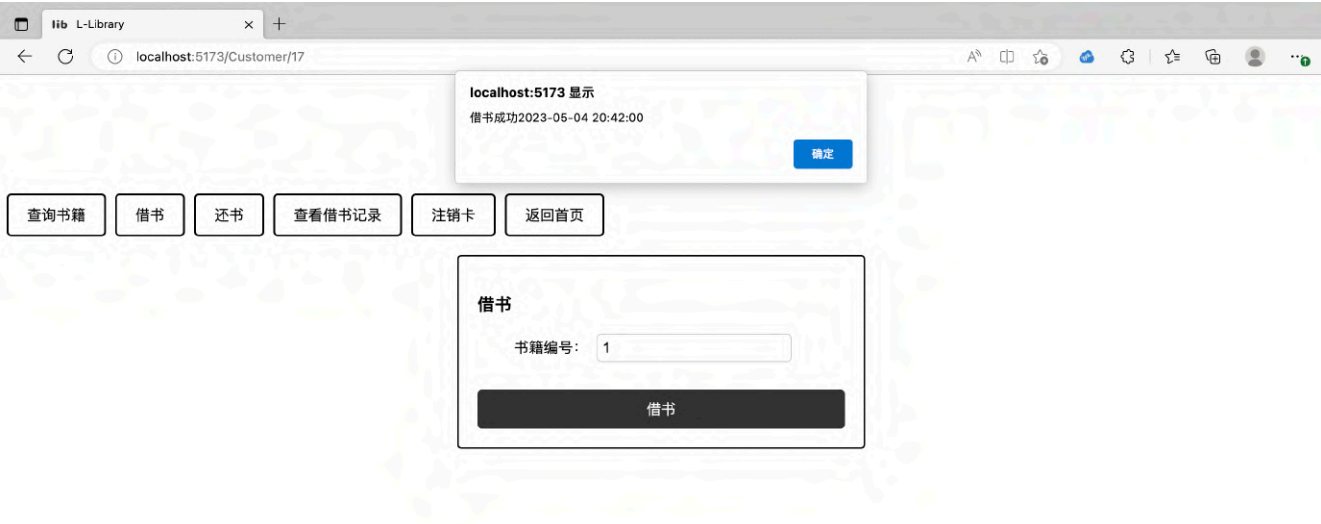 lib L-Library
localhost:5173/Customer/17
localhost:5173 显示
借书成功2023-05-04 20:42:00
确定
查询书籍 借书 还书 查看借书记录 注销卡 返回首页
借书
书籍编号: 1
借书